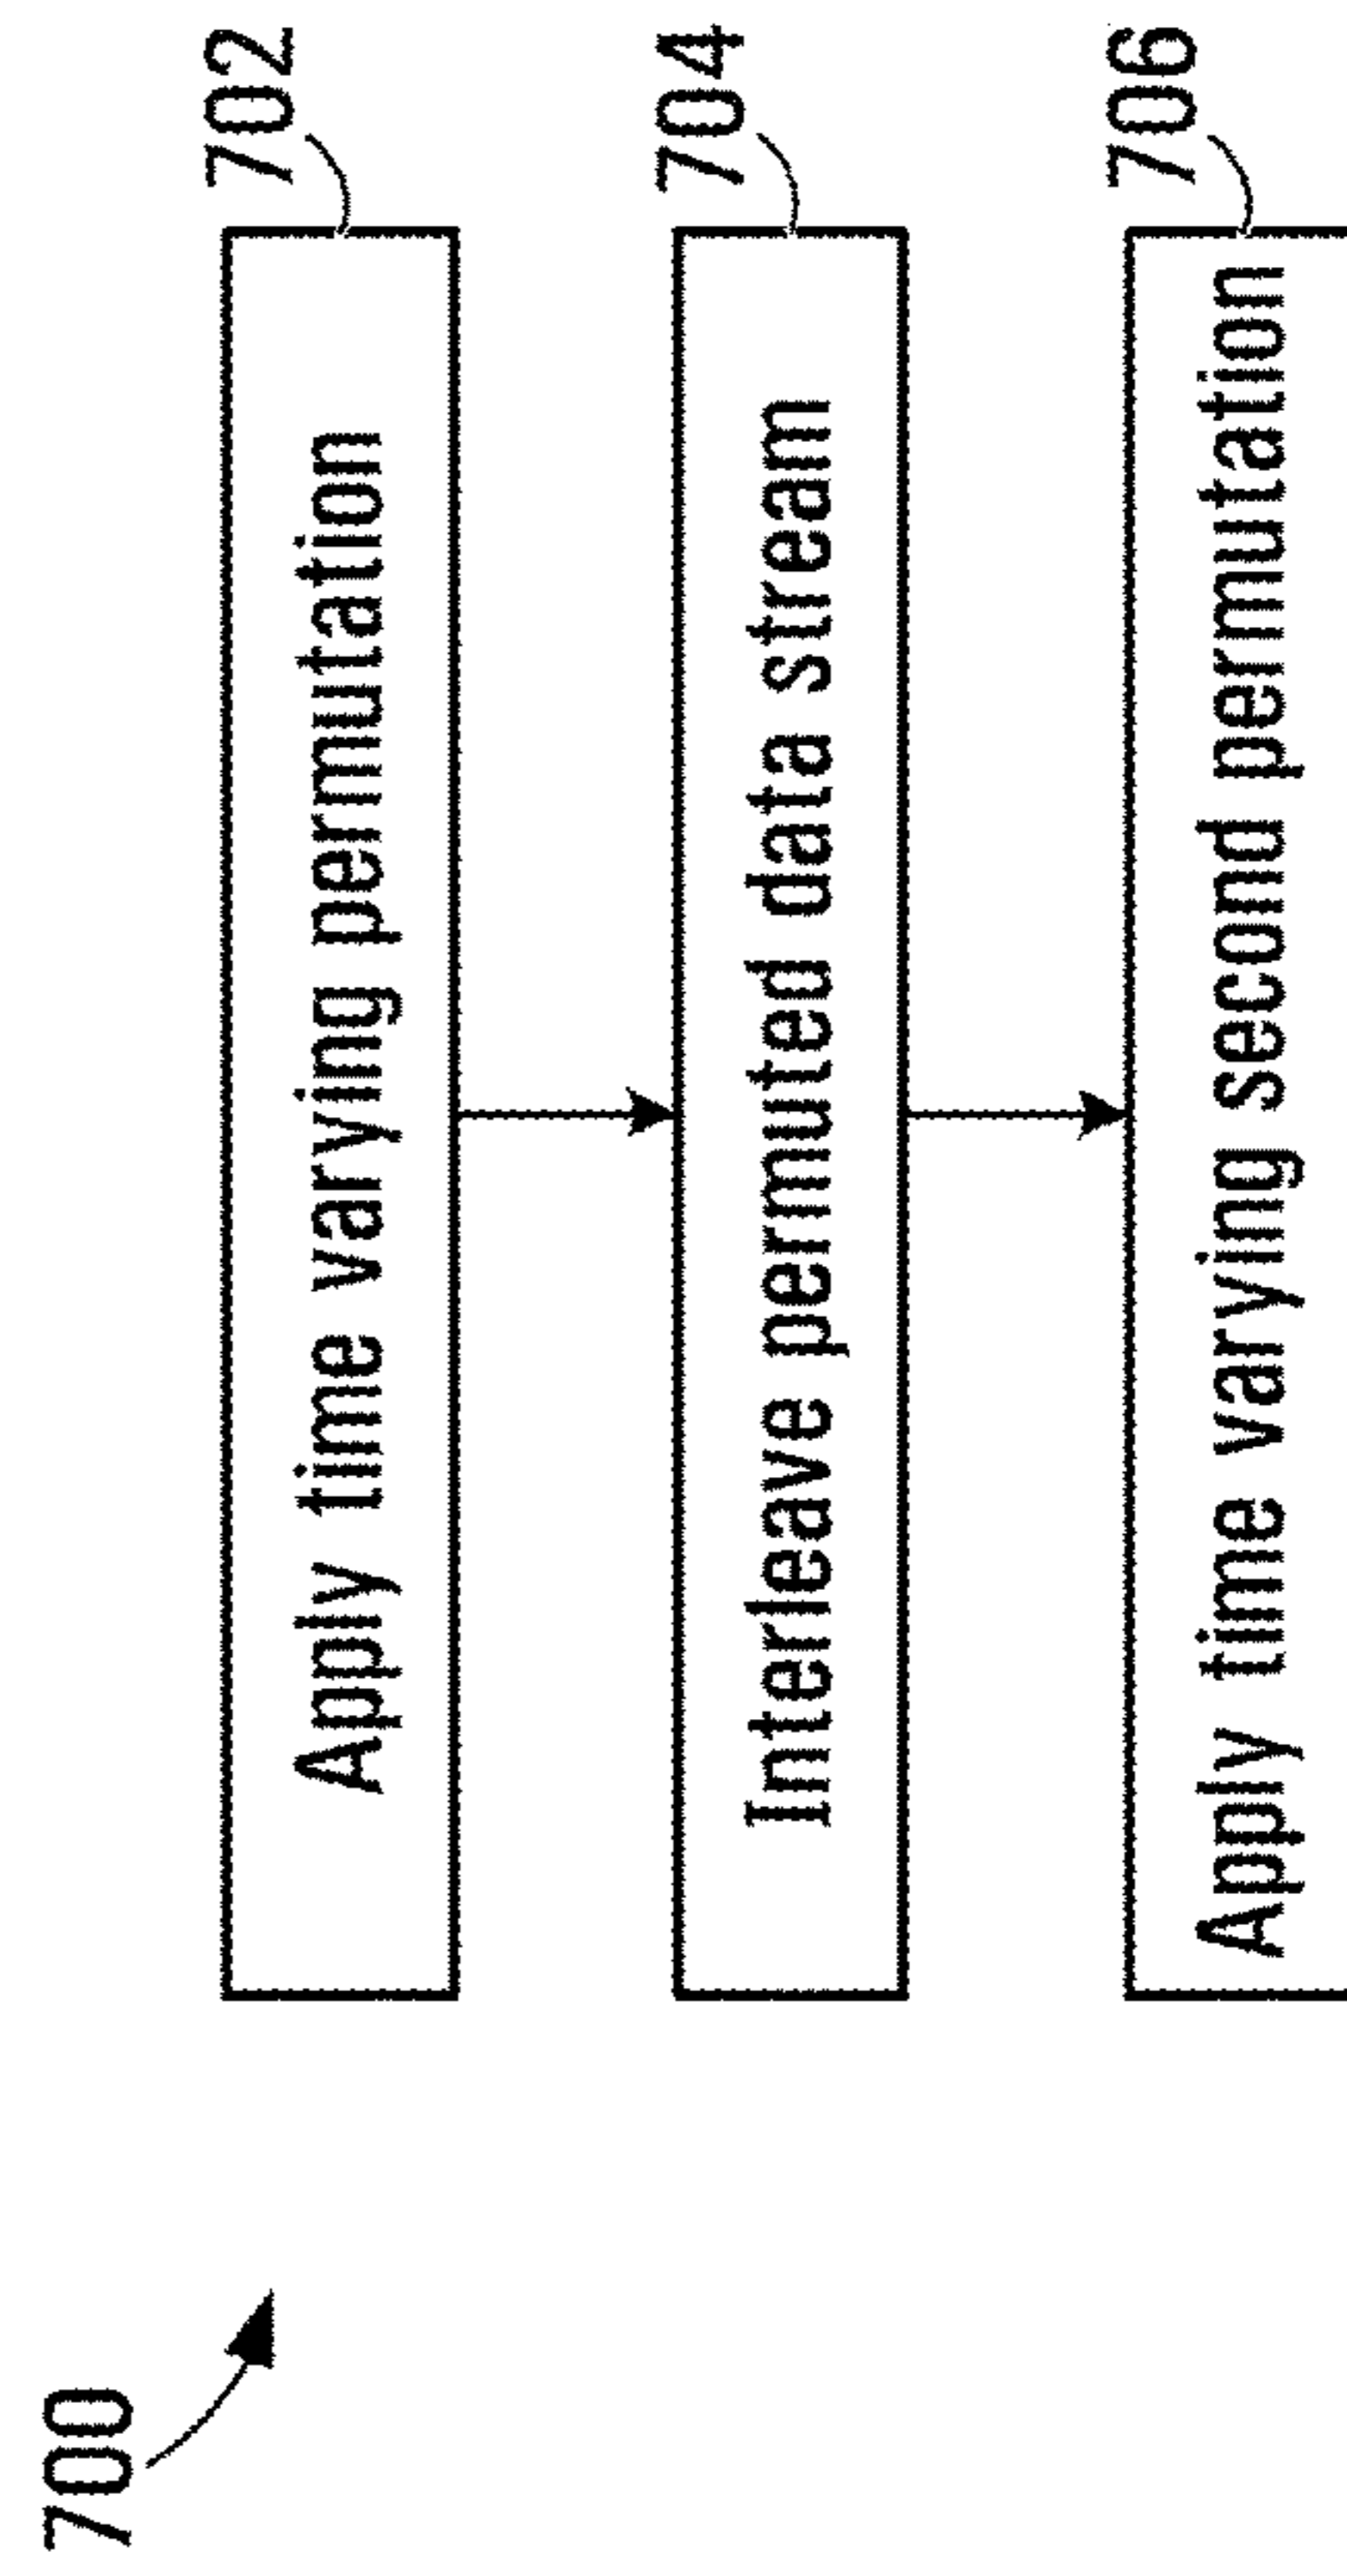 700
702
Apply time varying permutation
704
Interleave permuted data stream
706
Apply time varying second permutation